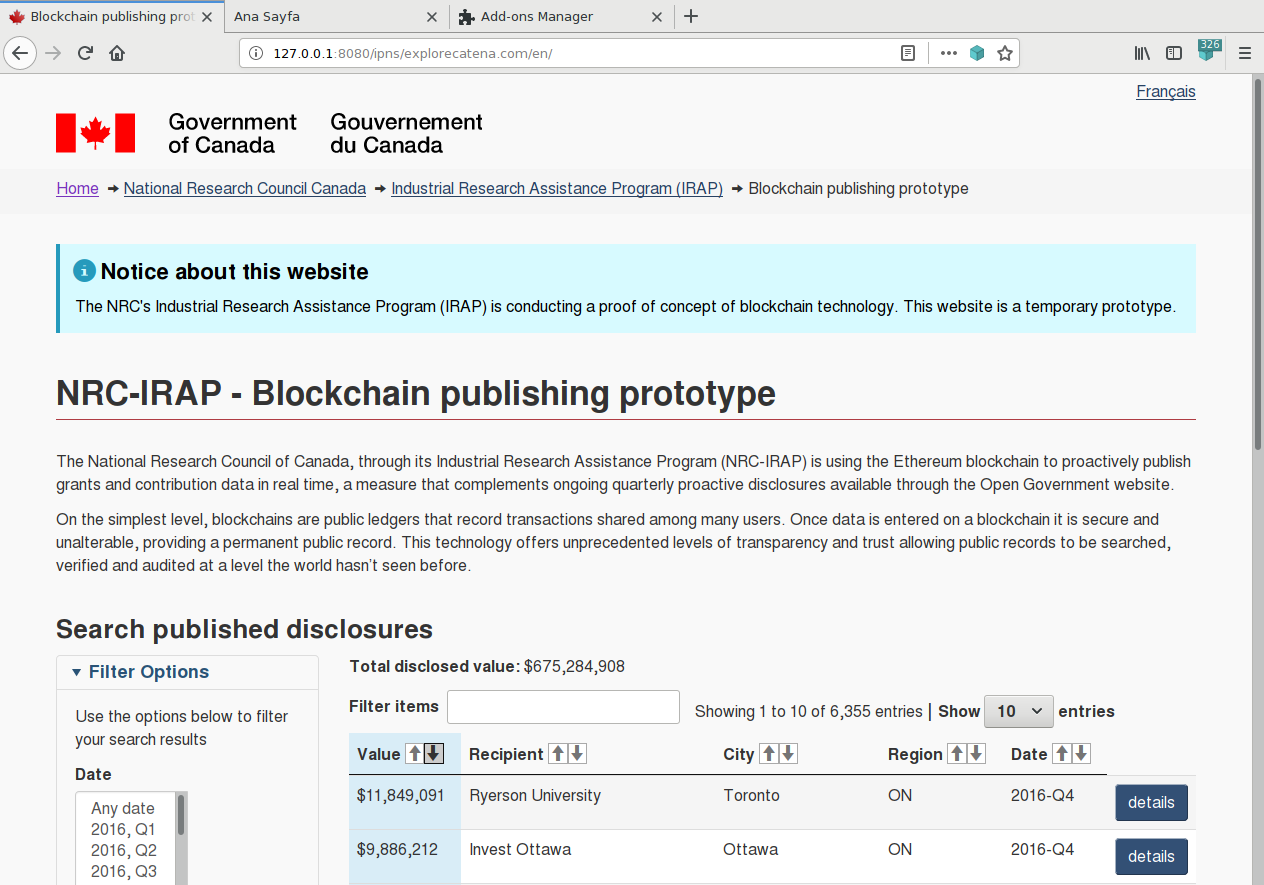 Blockchain publishing prot
Ana Sayfa
Add-ons Manager
127.0.0.1:8080/ipns/explorecatena.com/en/
326
Français
Government of Canada
Gouvernement du Canada
Home → National Research Council Canada → Industrial Research Assistance Program (IRAP) → Blockchain publishing prototype
Notice about this website
The NRC's Industrial Research Assistance Program (IRAP) is conducting a proof of concept of blockchain technology. This website is a temporary prototype.
NRC-IRAP - Blockchain publishing prototype
The National Research Council of Canada, through its Industrial Research Assistance Program (NRC-IRAP) is using the Ethereum blockchain to proactively publish
grants and contribution data in real time, a measure that complements ongoing quarterly proactive disclosures available through the Open Government website.
On the simplest level, blockchains are public ledgers that record transactions shared among many users. Once data is entered on a blockchain it is secure and
unalterable, providing a permanent public record. This technology offers unprecedented levels of transparency and trust allowing public records to be searched,
verified and audited at a level the world hasn't seen before.
Search published disclosures
Filter Options
Use the options below to filter
your search results
Date
Any date
2016, Q1
2016, Q2
2016, Q3
Total disclosed value: $675,284,908
Filter items
Showing 1 to 10 of 6,355 entries | Show 10 entries
Value Recipient City Region Date
$11,849,091 Ryerson University Toronto ON 2016-Q4 details
$9,886,212 Invest Ottawa Ottawa ON 2016-Q4 details